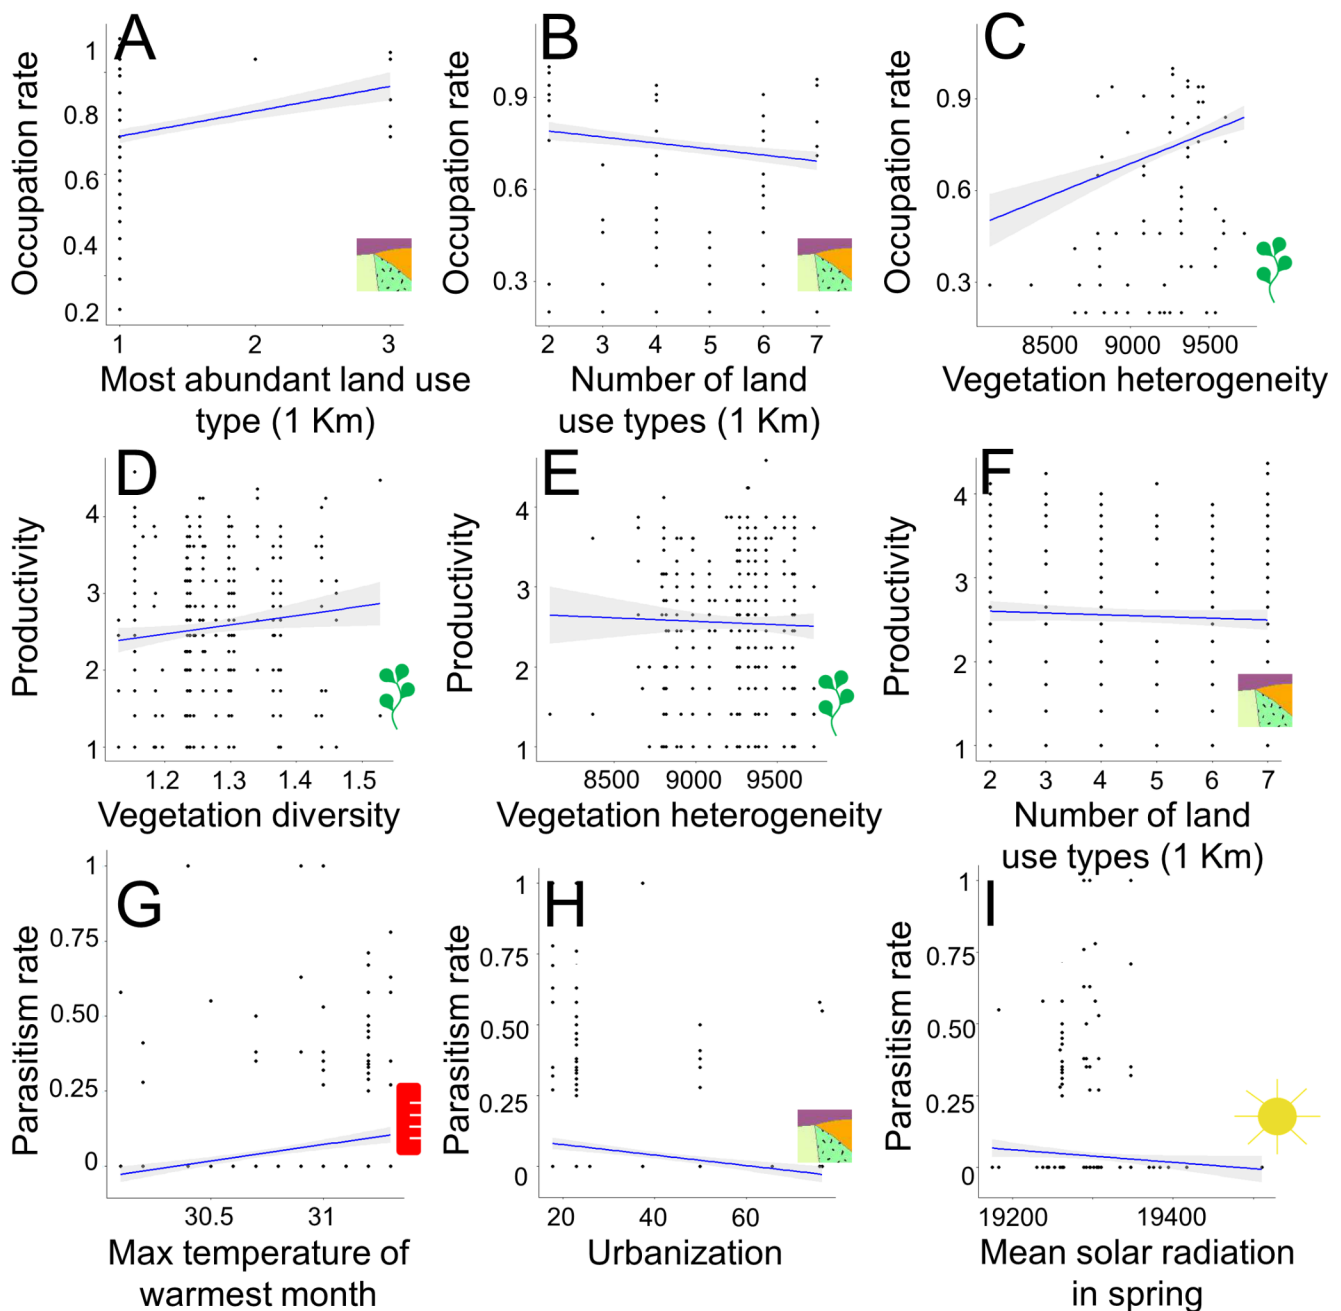 A
B
C
Occupation rate
1
0.8
0.6
0.4
0.2
1
2
3
Most abundant land use
type (1 Km)
Occupation rate
0.9
0.6
0.3
2
3
4
5
6
7
Number of land
use types (1 Km)
Occupation rate
0.9
0.6
0.3
8500
9000
9500
Vegetation heterogeneity
D
E
F
Productivity
4
3
2
1
1.2
1.3
1.4
1.5
Vegetation diversity
Productivity
4
3
2
1
8500
9000
9500
Vegetation heterogeneity
Productivity
4
3
2
1
2
3
4
5
6
7
Number of land
use types (1 Km)
G
H
I
Parasitism rate
1
0.75
0.50
0.25
0
30.5
31
Max temperature of
warmest month
Parasitism rate
1
0.75
0.50
0.25
0
20
40
60
Urbanization
Parasitism rate
1
0.75
0.50
0.25
0
19200
19400
Mean solar radiation
in spring